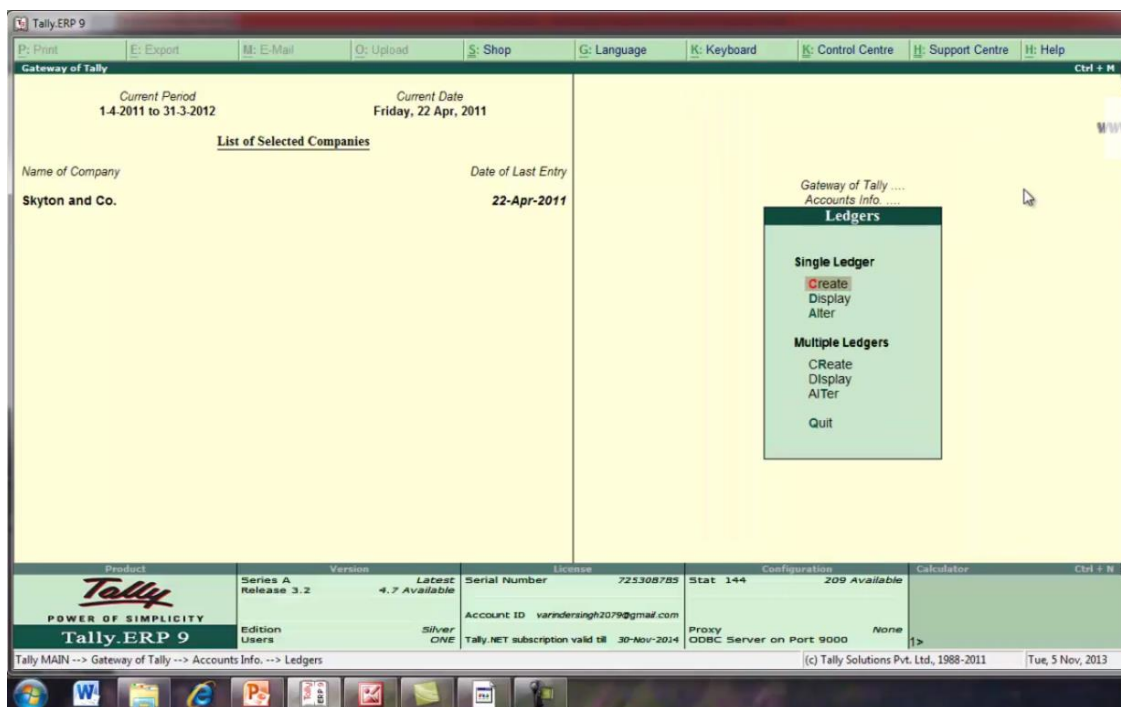 Tally.ERP 9
P: Print E: Export M: E-Mail O: Upload S: Shop G: Language K: Keyboard K: Control Centre H: Support Centre H: Help
Gateway of Tally Ctrl + M
Current Period Current Date
1-4-2011 to 31-3-2012 Friday, 22 Apr, 2011
List of Selected Companies
Name of Company Date of Last Entry
Skyton and Co. 22-Apr-2011
Gateway of Tally ....
Accounts Info. ....
Ledgers
Single Ledger
Create
Display
Alter
Multiple Ledgers
CReate
DIsplay
AlTer
Quit
Product Version License Configuration Calculator Ctrl + N
Tally
POWER OF SIMPLICITY
Tally.ERP 9
Series A Latest
Release 3.2 4.7 Available
Edition Silver
Users ONE
Serial Number 725308785
Account ID varindersingh2079@gmail.com
Tally.NET subscription valid till 30-Nov-2014
Stat 144 209 Available
Proxy None
ODBC Server on Port 9000
1>
Tally MAIN --> Gateway of Tally --> Accounts Info. --> Ledgers (c) Tally Solutions Pvt. Ltd., 1988-2011 Tue, 5 Nov, 2013